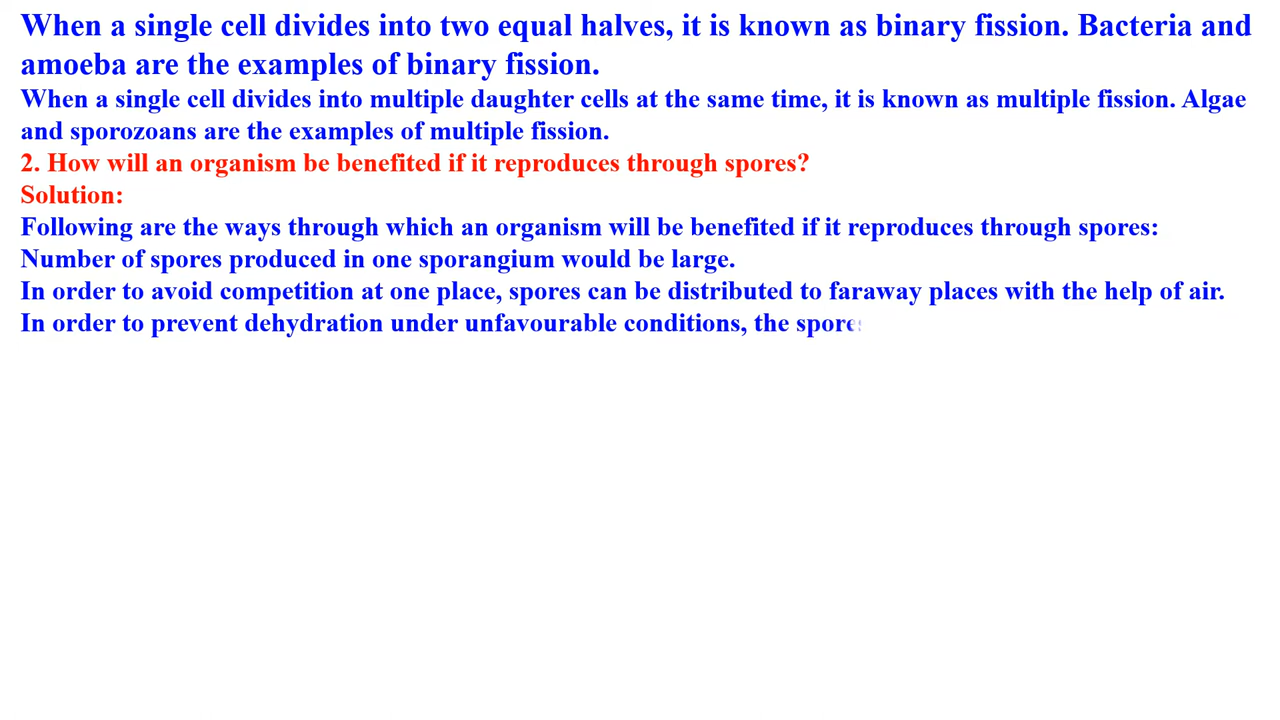 When a single cell divides into two equal halves, it is known as binary fission. Bacteria and
amoeba are the examples of binary fission.
When a single cell divides into multiple daughter cells at the same time, it is known as multiple fission. Algae
and sporozoans are the examples of multiple fission.
2. How will an organism be benefited if it reproduces through spores?
Solution:
Following are the ways through which an organism will be benefited if it reproduces through spores:
Number of spores produced in one sporangium would be large.
In order to avoid competition at one place, spores can be distributed to faraway places with the help of air.
In order to prevent dehydration under unfavourable conditions, the spores